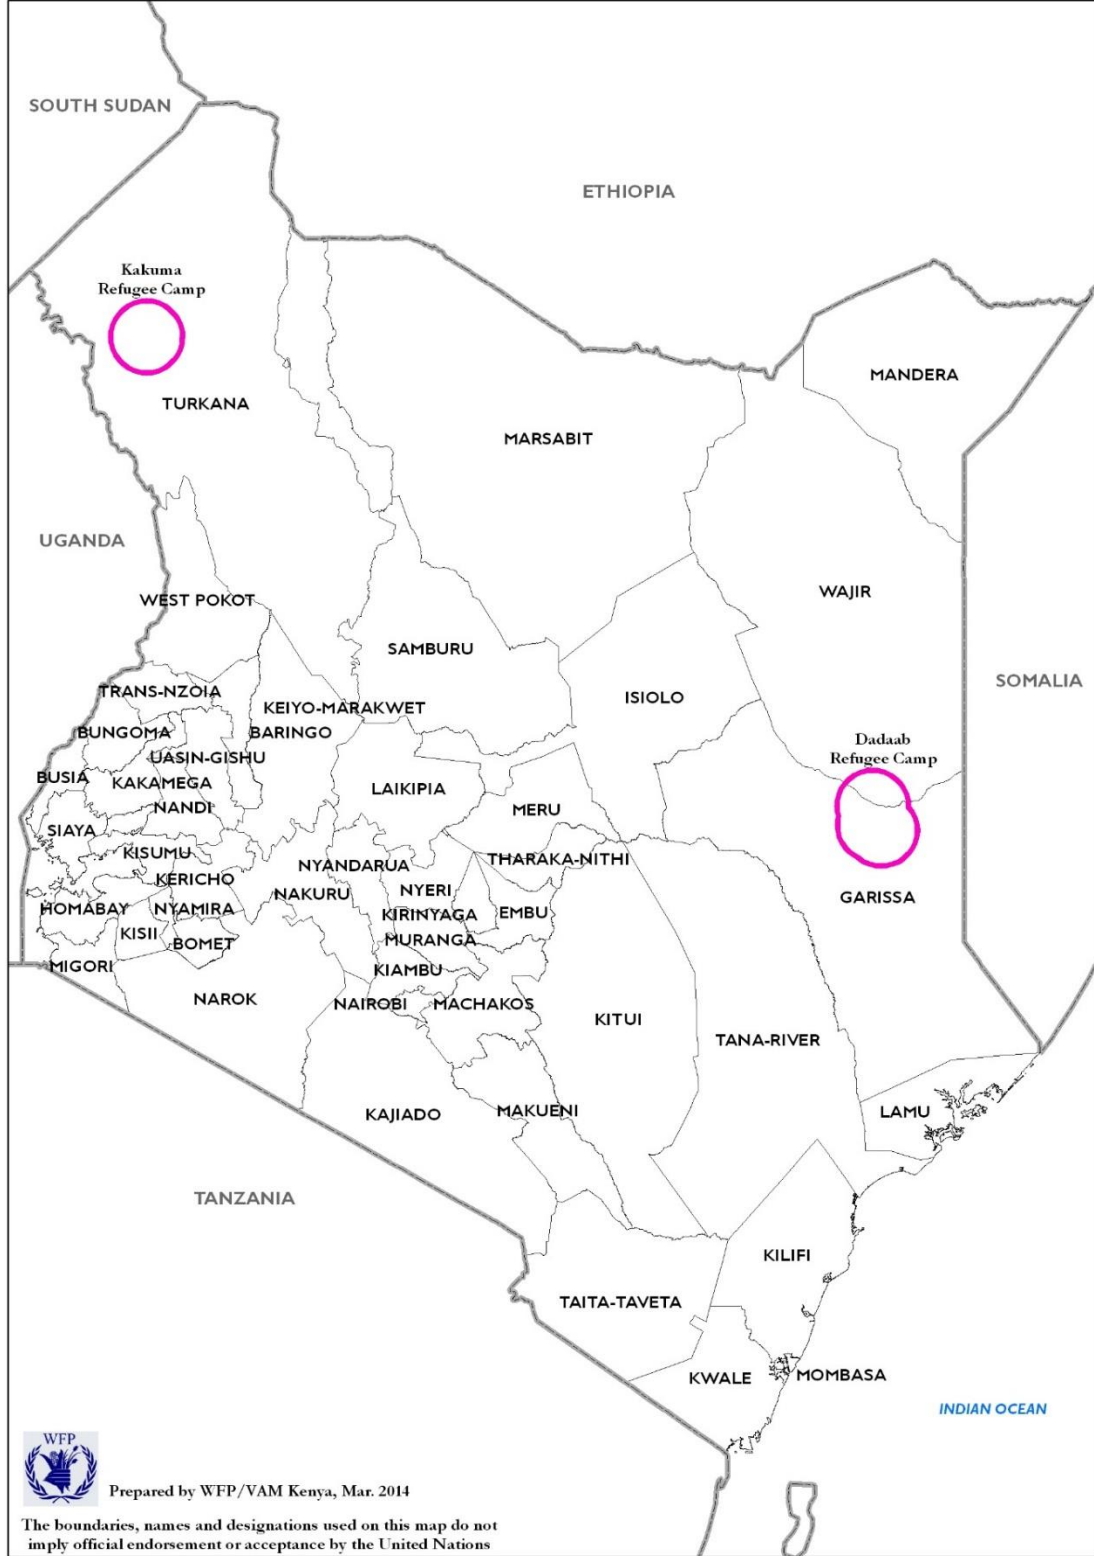 SOUTH SUDAN
ETHIOPIA
Kakuma
Refugee Camp
MANDERA
TURKANA
MARSABIT
UGANDA
WAJIR
WEST POKOT
SAMBURU
SOMALIA
TRANS-NZOIA
ISIOLO
KEIYO-MARAKWET
BUNGOMA
BARINGO
Dadaab
Refugee Camp
UASIN-GISHU
BUSIA
KAKAMEGA
LAIKIPIA
NANDI
MERU
SIAYA
KISUMU
NYANDARUA
THARAKA-NITHI
KERICHO
NAKURU
NYERI
GARISSA
HOMABAY
NYAMIRA
KIRINYAGA
EMBU
KISII
BOMET
MURANGA
MIGORI
KIAMBU
NAROK
NAIROBI
MACHAKOS
KITUI
TANA-RIVER
KAJIADO
MAKUENI
LAMU
TANZANIA
KILIFI
TAITA-TAVETA
KWALE
MOMBASA
INDIAN OCEAN
WFP
Prepared by WFP/VAM Kenya, Mar. 2014
The boundaries, names and designations used on this map do not
imply official endorsement or acceptance by the United Nations